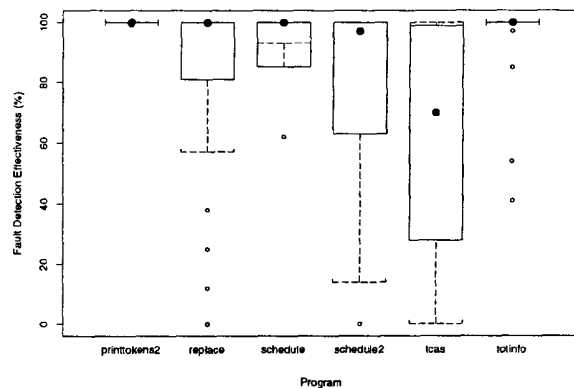 Fault Detection Effectiveness (%)
100
80
60
40
20
0
printtokens2 replace schedule schedule2 tcas totinfo
Program